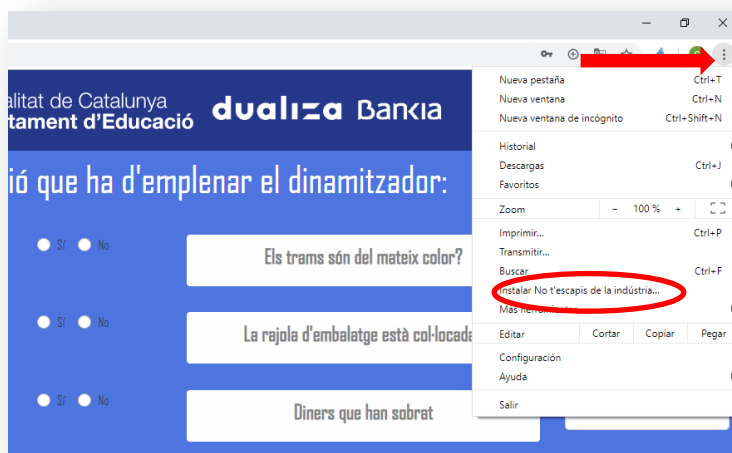 alitat de Catalunya
tament d'Educació
dualiza Bankia
ió que ha d'emplenar el dinamitzador:
Sí No
Els trams són del mateix color?
Sí No
La rajola d'embalatge està col·locada
Sí No
Diners que han sobrat
Nueva pestaña Ctrl+T
Nueva ventana Ctrl+N
Nueva ventana de incógnito Ctrl+Shift+N
Historial
Descargas Ctrl+J
Favoritos
Zoom - 100 % +
Imprimir... Ctrl+P
Transmitir...
Buscar Ctrl+F
Instalar No t'escapis de la indústria...
Más herramientas
Editar Cortar Copiar Pegar
Configuración
Ayuda
Salir